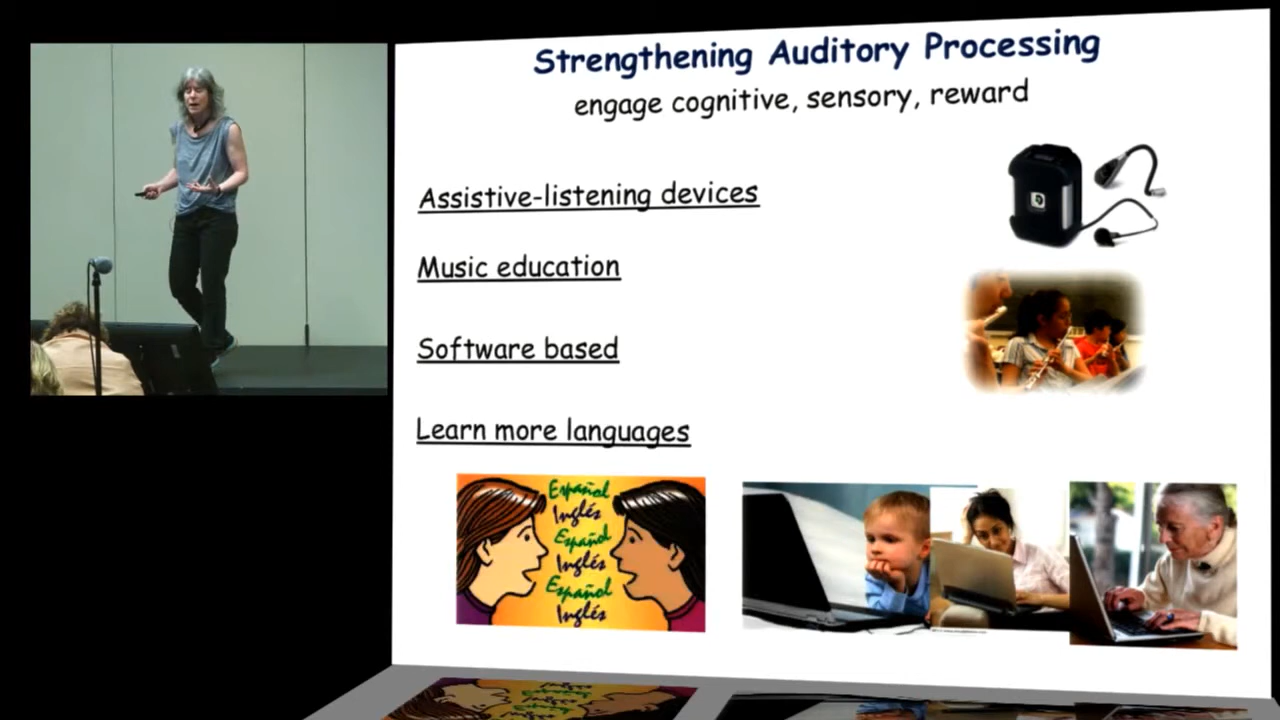 Strengthening Auditory Processing
engage cognitive, sensory, reward
Assistive-listening devices
Music education
Software based
Learn more languages
Español
Inglés
Español
Inglés
Español
Inglés